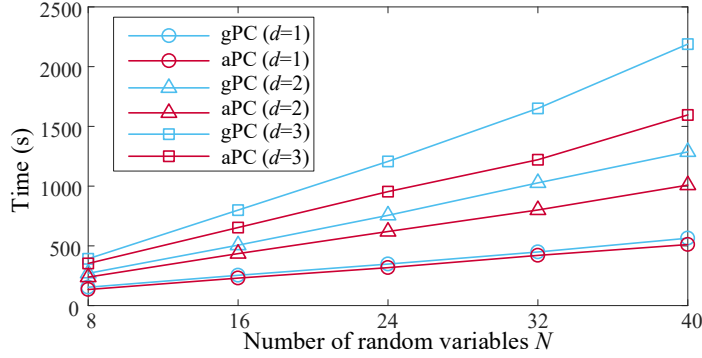 2500
2000
1500
1000
500
0
Time (s)
gPC (d=1)
aPC (d=1)
gPC (d=2)
aPC (d=2)
gPC (d=3)
aPC (d=3)
8 16 24 32 40
Number of random variables N